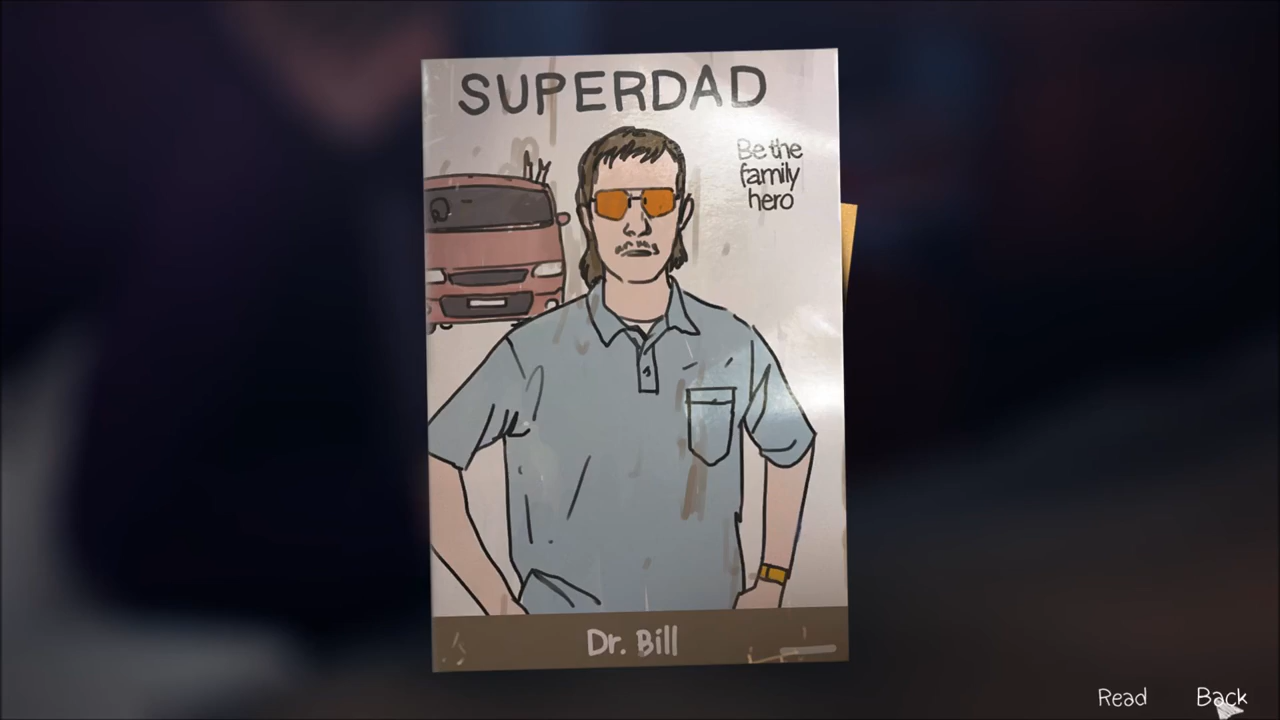 SUPERDAD
Be the
family
hero
Dr. Bill
Read
Back